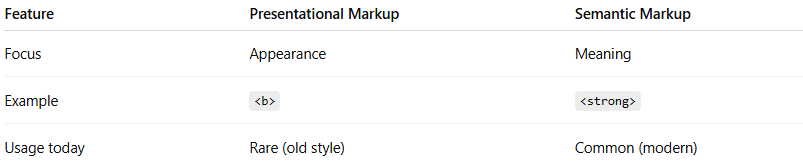 Feature Presentational Markup Semantic Markup
Focus Appearance Meaning
Example <b> <strong>
Usage today Rare (old style) Common (modern)